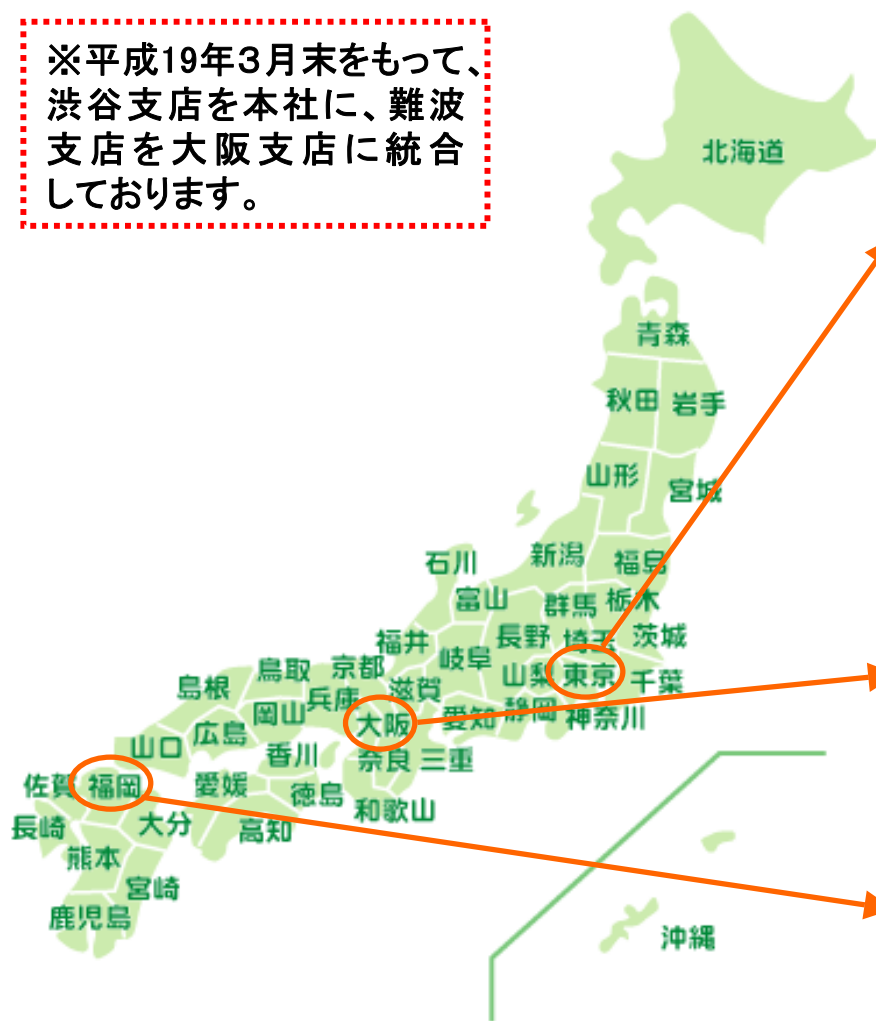 ※平成19年３月末をもって、
渋谷支店を本社に、難波
支店を大阪支店に統合
しております。
北海道
青森
秋田
岩手
山形
宮城
新潟
福島
石川
富山
群馬
栃木
福井
長野
埼玉
茨城
岐阜
鳥取
京都
島根
兵庫
滋賀
山梨
東京
千葉
岡山
大阪
愛知
静岡
神奈川
広島
山口
香川
奈良
三重
佐賀
福岡
愛媛
徳島
和歌山
長崎
大分
高知
熊本
宮崎
鹿児島
沖縄